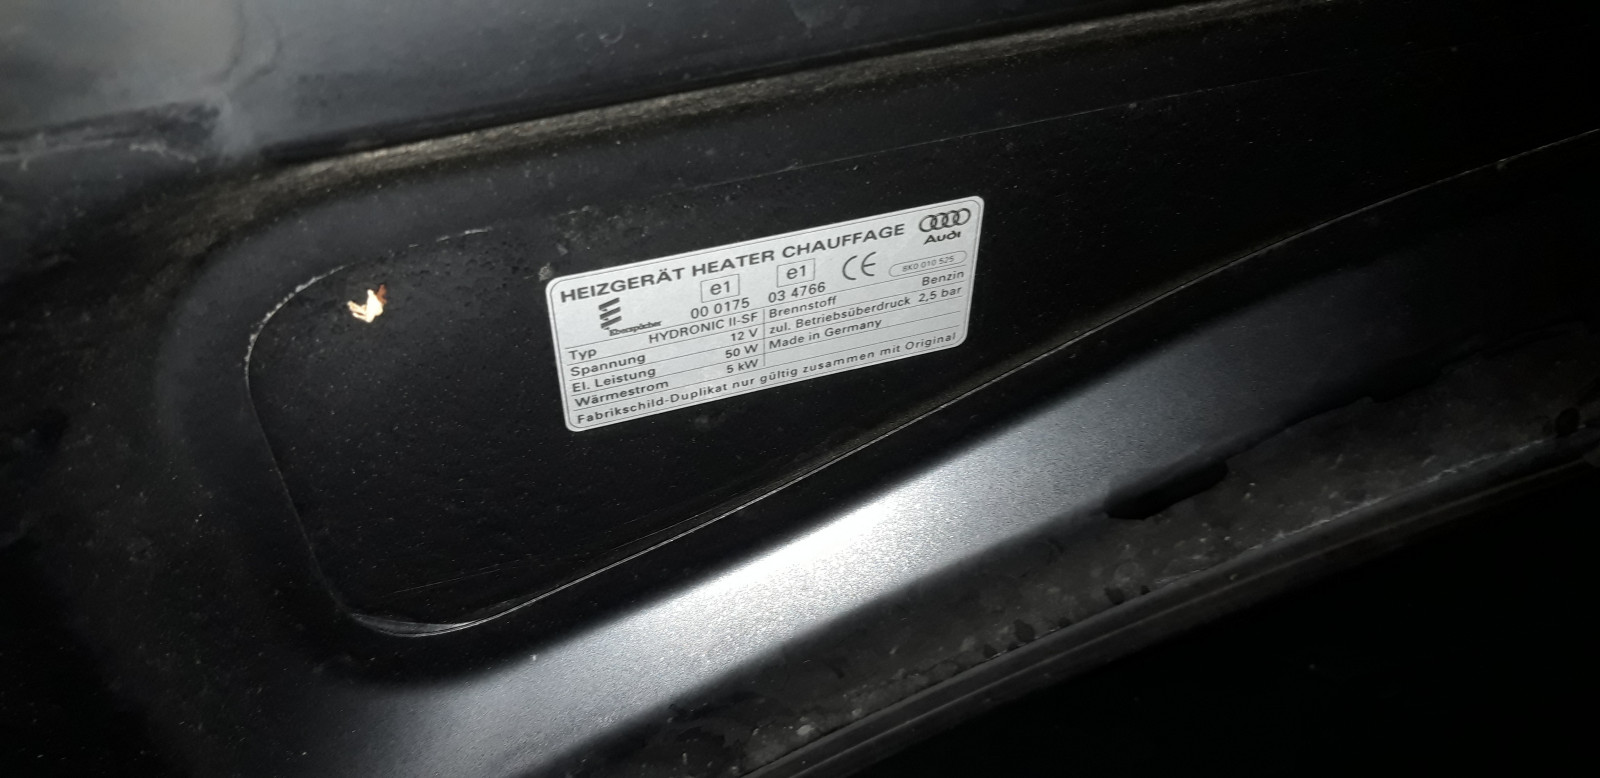 HEIZGERÄT HEATER CHAUFFAGE
Audi
Eberspächer
e1
00 0175
e1
03 4766
CE
8K0 010 525
Typ HYDRONIC II-SF
Spannung 12 V
El. Leistung 50 W
Wärmestrom 5 kW
Brennstoff Benzin
zul. Betriebsüberdruck 2,5 bar
Made in Germany
Fabrikschild-Duplikat nur gültig zusammen mit Original